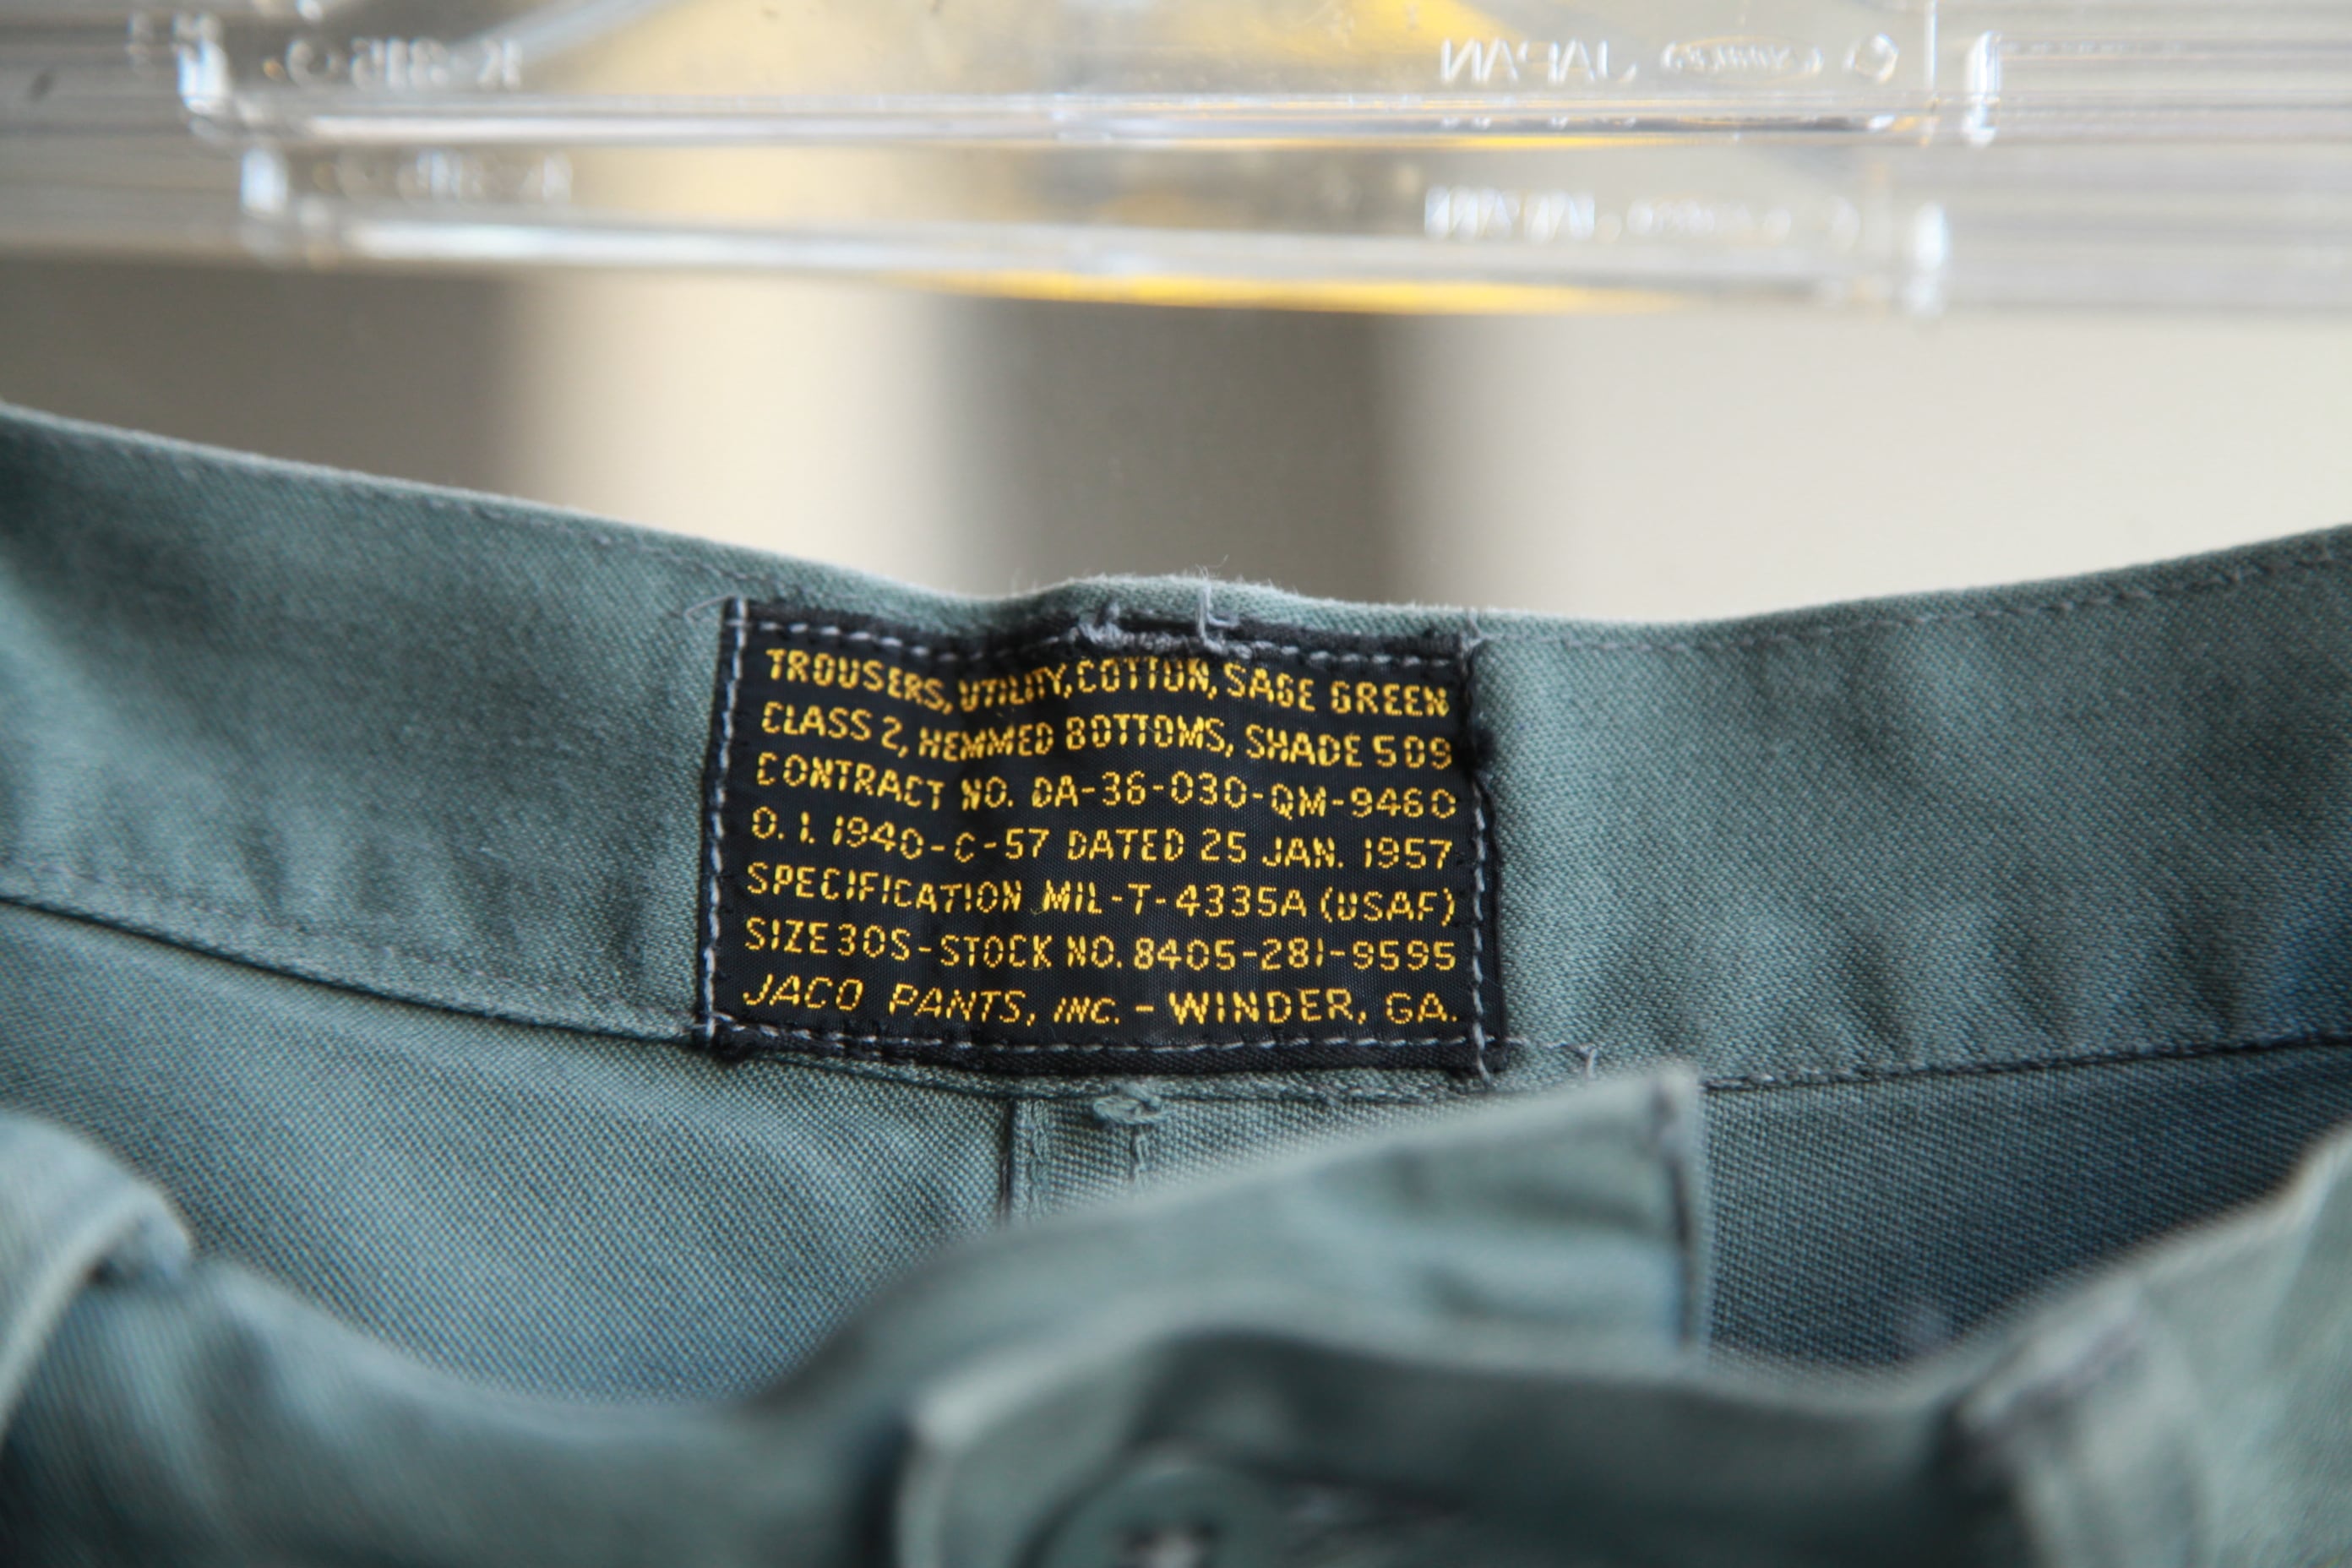 TROUSERS, UTILITY, COTTON, SAGE GREEN
CLASS 2, HEMMED BOTTOMS, SHADE 509
CONTRACT NO. DA-36-030-QM-9460
O. I. 1940-C-57 DATED 25 JAN. 1957
SPECIFICATION MIL-T-4335A (USAF)
SIZE 30S-STOCK NO. 8405-281-9595
JACO PANTS, INC. - WINDER, GA.
JAPAN